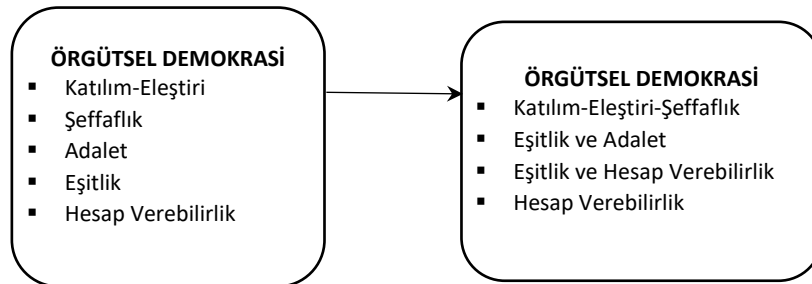 ÖRGÜTSEL DEMOKRASİ
▪ Katılım-Eleştiri
▪ Şeffaflık
▪ Adalet
▪ Eşitlik
▪ Hesap Verebilirlik
ÖRGÜTSEL DEMOKRASİ
▪ Katılım-Eleştiri-Şeffaflık
▪ Eşitlik ve Adalet
▪ Eşitlik ve Hesap Verebilirlik
▪ Hesap Verebilirlik